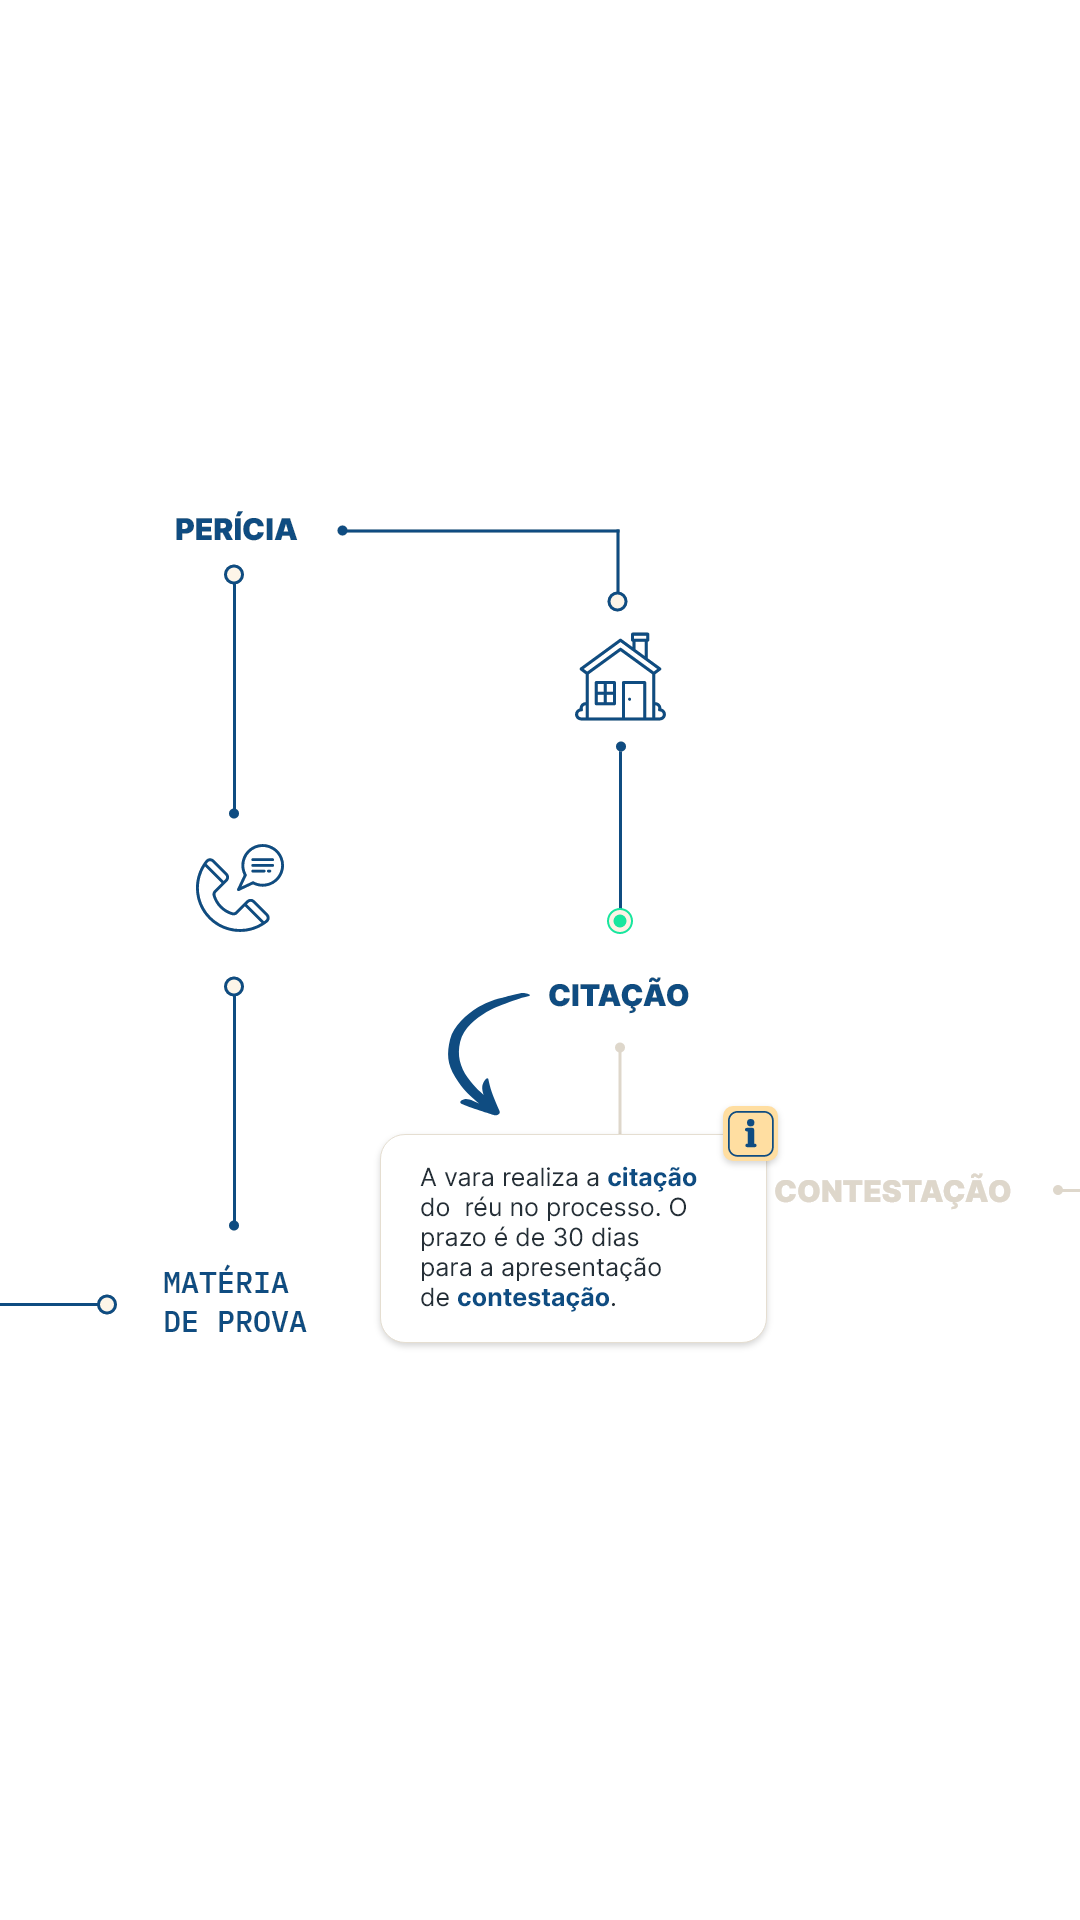 PERÍCIA
CITAÇÃO
i
A vara realiza a citação
do  réu no processo. O
prazo é de 30 dias
para a apresentação
de contestação.
CONTESTAÇÃO
MATÉRIA
DE PROVA